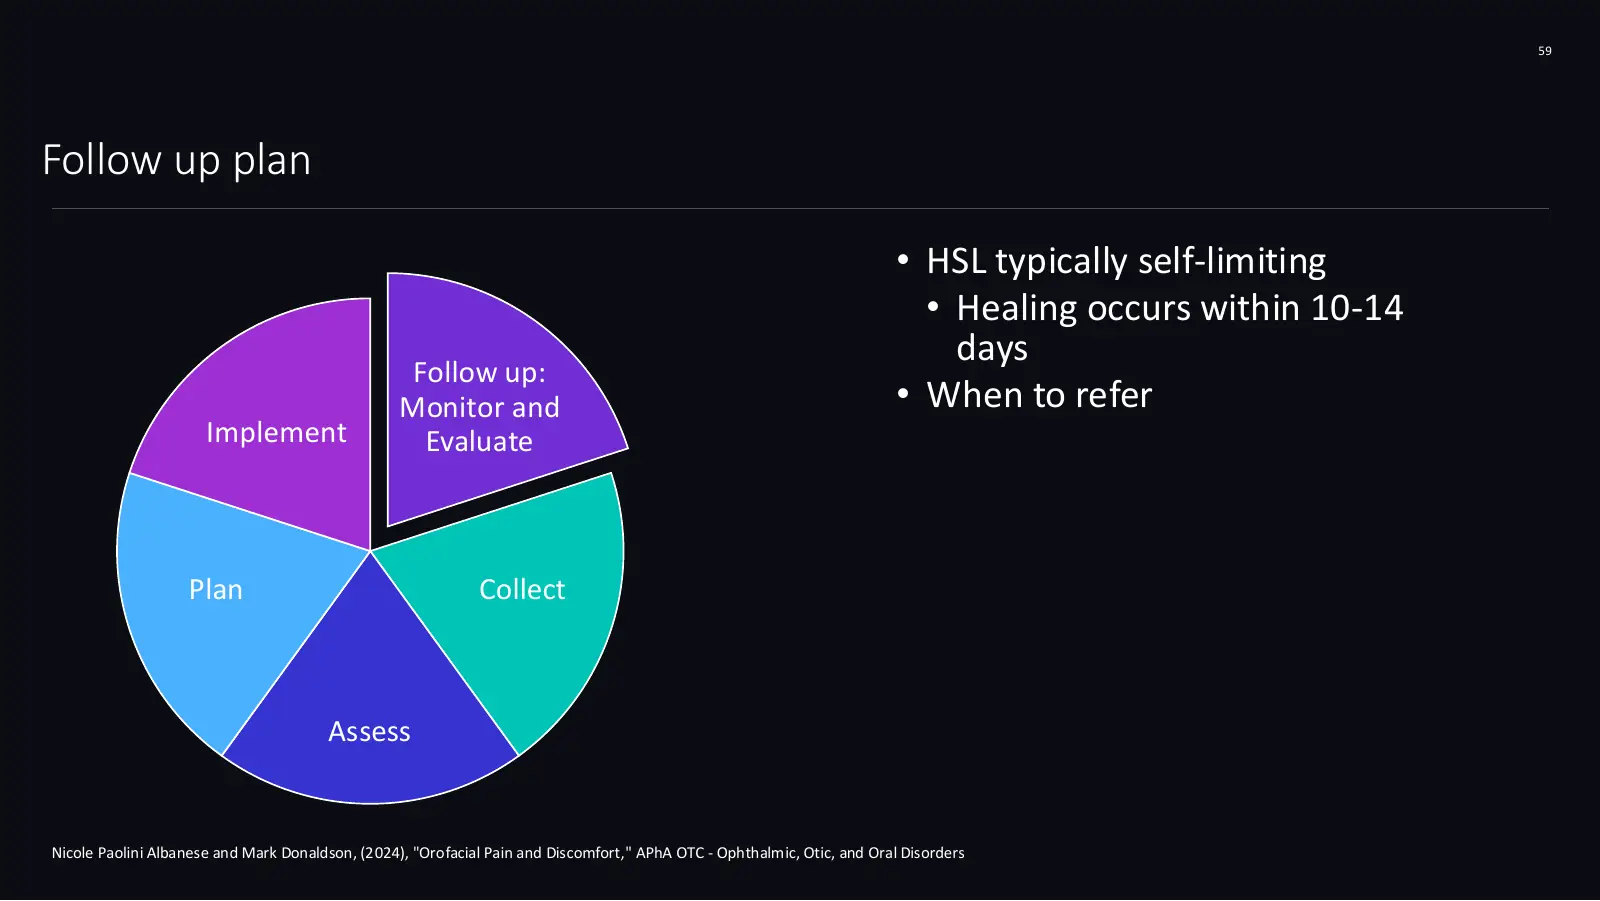 59
Follow up plan
Follow up:
Monitor and
Evaluate
Implement
Plan
Collect
Assess
• HSL typically self-limiting
• Healing occurs within 10-14
days
• When to refer
Nicole Paolini Albanese and Mark Donaldson, (2024), "Orofacial Pain and Discomfort," APhA OTC - Ophthalmic, Otic, and Oral Disorders